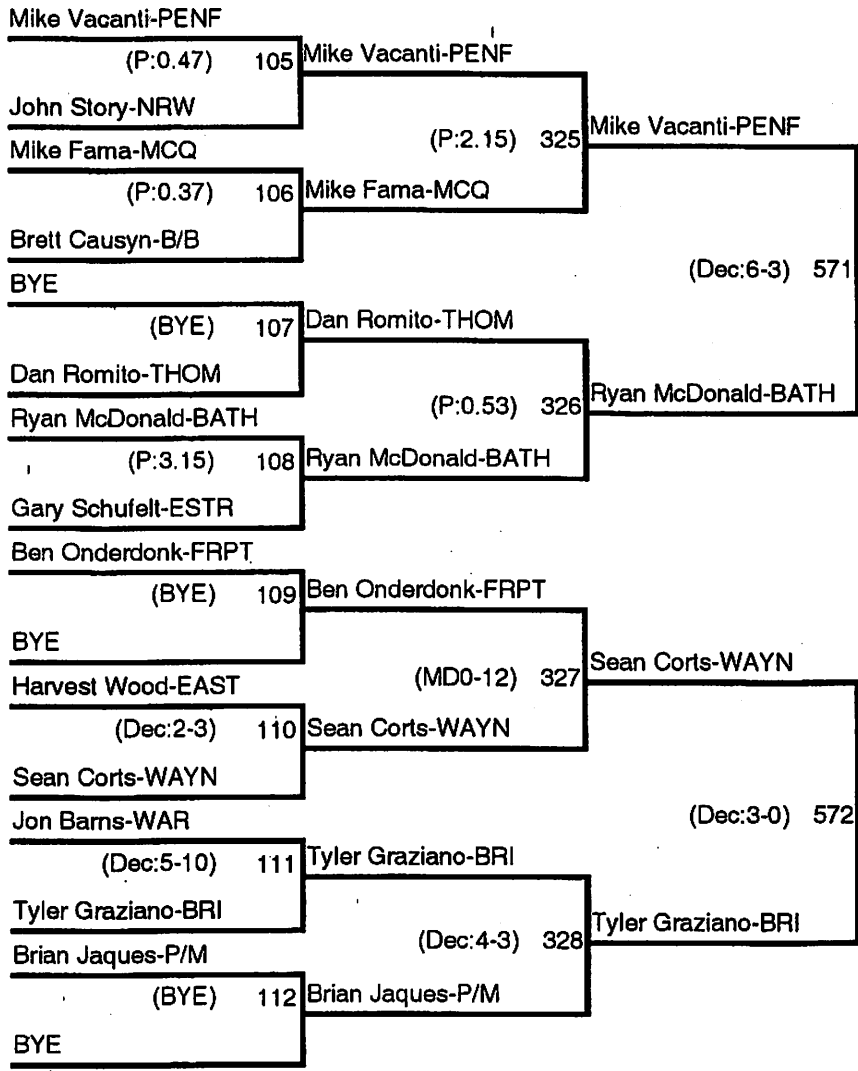 Mike Vacanti-PENF
(P:0.47) 105 Mike Vacanti-PENF
John Story-NRW
(P:2.15) 325 Mike Vacanti-PENF
Mike Fama-MCQ
(P:0.37) 106 Mike Fama-MCQ
Brett Causyn-B/B
(Dec:6-3) 571
BYE
(BYE) 107 Dan Romito-THOM
Dan Romito-THOM
(P:0.53) 326 Ryan McDonald-BATH
Ryan McDonald-BATH
(P:3.15) 108 Ryan McDonald-BATH
Gary Schufelt-ESTR
Ben Onderdonk-FRPT
(BYE) 109 Ben Onderdonk-FRPT
BYE
(MD0-12) 327 Sean Corts-WAYN
Harvest Wood-EAST
(Dec:2-3) 110 Sean Corts-WAYN
Sean Corts-WAYN
(Dec:3-0) 572
Jon Barns-WAR
(Dec:5-10) 111 Tyler Graziano-BRI
Tyler Graziano-BRI
(Dec:4-3) 328 Tyler Graziano-BRI
Brian Jaques-P/M
(BYE) 112 Brian Jaques-P/M
BYE